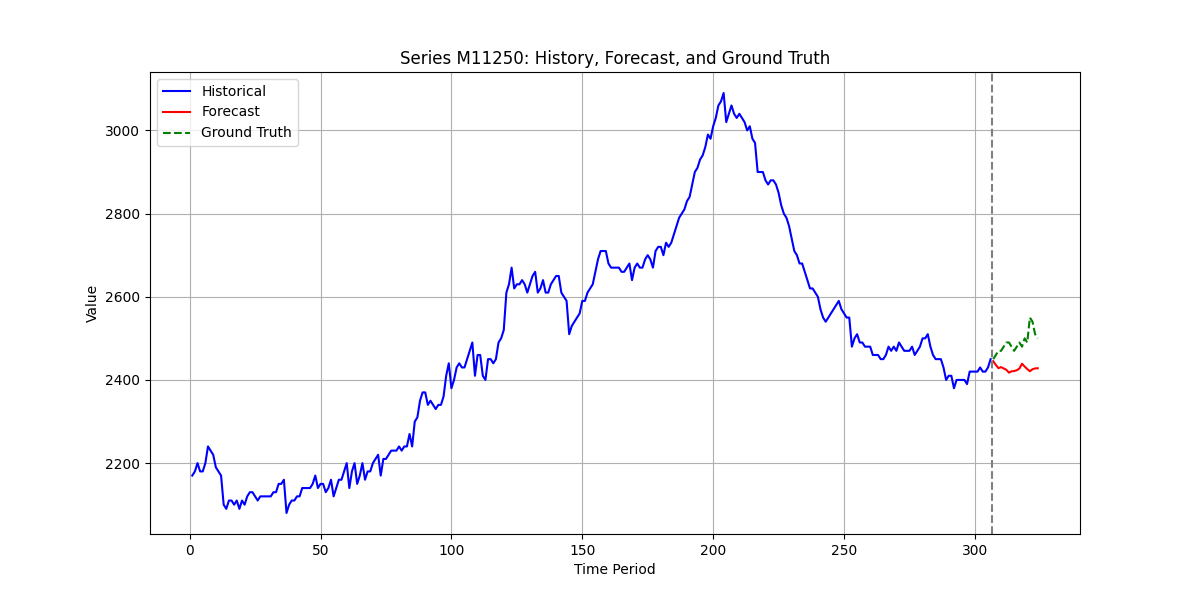 Series M11250: History, Forecast, and Ground Truth
Historical
Forecast
Ground Truth
3000
2800
2600
2400
2200
Value
0 50 100 150 200 250 300
Time Period